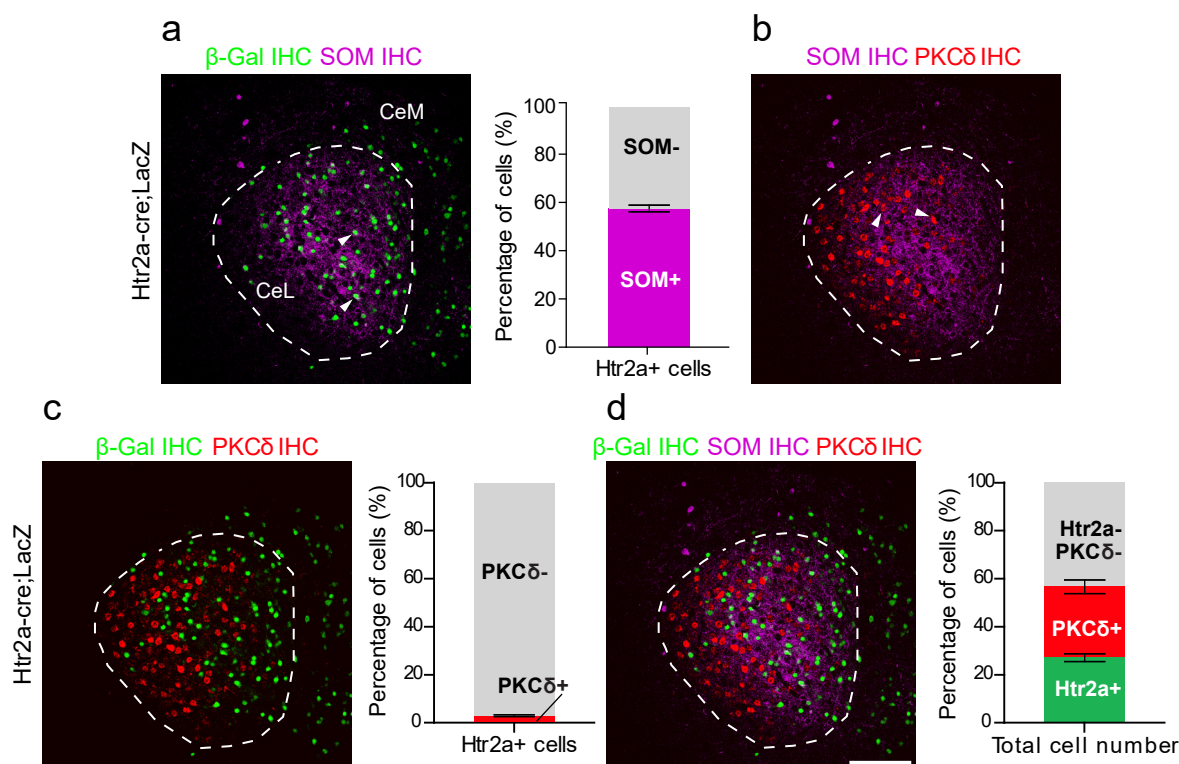 a
β-Gal IHC SOM IHC
Htr2a-cre;LacZ
CeM
CeL
Percentage of cells (%)
100
80
60
40
20
0
SOM-
SOM+
Htr2a+ cells
b
SOM IHC PKCδ IHC
c
β-Gal IHC PKCδ IHC
Htr2a-cre;LacZ
Percentage of cells (%)
100
80
60
40
20
0
PKCδ-
PKCδ+
Htr2a+ cells
d
β-Gal IHC SOM IHC PKCδ IHC
Percentage of cells (%)
100
80
60
40
20
0
Htr2a-
PKCδ-
PKCδ+
Htr2a+
Total cell number